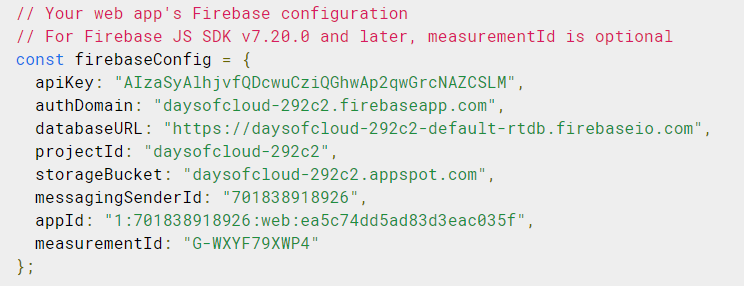 // Your web app's Firebase configuration
// For Firebase JS SDK v7.20.0 and later, measurementId is optional
const firebaseConfig = {
  apiKey: "AIzaSyAlhjvfQDcwuCziQGhwAp2qwGrcNAZCSLM",
  authDomain: "daysofcloud-292c2.firebaseapp.com",
  databaseURL: "https://daysofcloud-292c2-default-rtdb.firebaseio.com",
  projectId: "daysofcloud-292c2",
  storageBucket: "daysofcloud-292c2.appspot.com",
  messagingSenderId: "701838918926",
  appId: "1:701838918926:web:ea5c74dd5ad83d3eac035f",
  measurementId: "G-WXYF79XWP4"
};